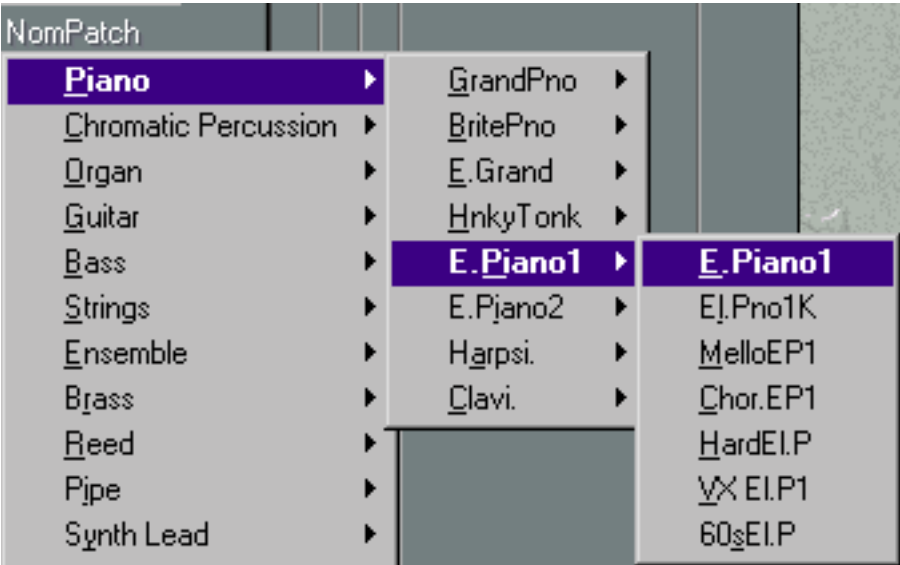 NomPatch
Piano
Chromatic Percussion
Organ
Guitar
Bass
Strings
Ensemble
Brass
Reed
Pipe
Synth Lead
GrandPno
BritePno
E.Grand
HnkyTonk
E.Piano1
E.Piano2
Harpsi.
Clavi.
E.Piano1
El.Pno1K
MelloEP1
Chor.EP1
HardEl.P
VX El.P1
60sEl.P